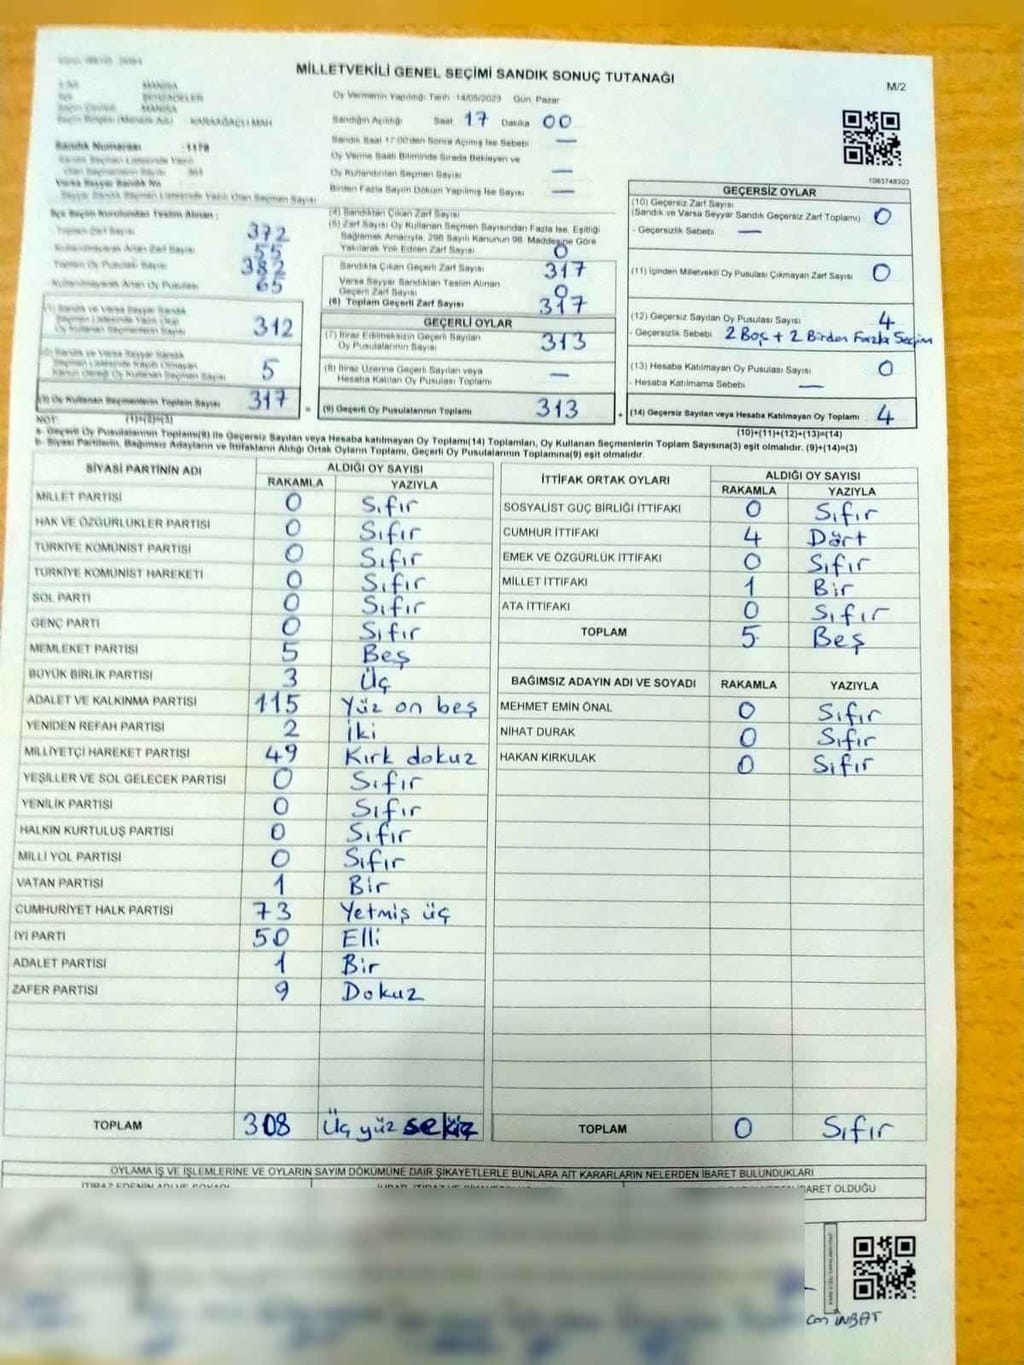 MİLLETVEKİLİ GENEL SEÇİMİ SANDIK SONUÇ TUTANAĞI
M/2
MANİSA
ŞEHZADELER
MANİSA
KARAAĞAÇLI MAH
Oy Vermenin Yapıldığı Tarih 14/05/2023 Gün Pazar
Sandığın Açıldığı Saat 17 Dakika 00
Sandık Saat 17:00'den Sonra Açılmış İse Sebebi —
Oy Verme Saati Bitiminde Sırada Bekleyen ve
Oy Kullandırılan Seçmen Sayısı —
Birden Fazla Sayım Döküm Yapılmış İse Sayısı —
1083748303
Sandık Numarası :1178
Sandık Seçmen Listesinde Yazılı
Olan Seçmen Sayısı
Varsa Seyyar Sandık No
Seyyar Sandık Seçmen Listesinde Yazılı Olan Seçmen Sayısı
İlçe Seçim Kurulundan Teslim Alınan ;
Toplam Zarf Sayısı 372
Kullanılmayarak Artan Zarf Sayısı 55
Toplam Oy Pusulası Sayısı 382
Kullanılmayarak Artan Oy Pusulası 65
(1) Sandık ve Varsa Seyyar Sandık
Seçmen Listesinde Yazılı Olup
Oy Kullanan Seçmenlerin Sayısı 312
(2) Sandık ve Varsa Seyyar Sandık
Seçmen Listesinde Kayıtlı Olmayan
Kanun Gereği Oy Kullanan Seçmen Sayısı 5
(3) Oy Kullanan Seçmenlerin Toplam Sayısı 317
(4) Sandıktan Çıkan Zarf Sayısı
(5) Zarf Sayısı Oy Kullanan Seçmen Sayısından Fazla İse, Eşitliği
Sağlamak Amacıyla, 298 Sayılı Kanunun 98. Maddesine Göre
Yakılarak Yok Edilen Zarf Sayısı 0
Sandıkta Çıkan Geçerli Zarf Sayısı 317
Varsa Seyyar Sandıktan Teslim Alınan
Geçerli Zarf Sayısı 0
(6) Toplam Geçerli Zarf Sayısı 317
GEÇERLİ OYLAR
(7) İtiraz Edilmeksizin Geçerli Sayılan
Oy Pusulalarının Sayısı 313
(8) İtiraz Üzerine Geçerli Sayılan veya
Hesaba Katılan Oy Pusulası Toplamı —
= (9) Geçerli Oy Pusulalarının Toplamı 313
GEÇERSİZ OYLAR
(10) Geçersiz Zarf Sayısı
(Sandık ve Varsa Seyyar Sandık Geçersiz Zarf Toplamı) 0
- Geçersizlik Sebebi —
(11) İçinden Milletvekili Oy Pusulası Çıkmayan Zarf Sayısı 0
(12) Geçersiz Sayılan Oy Pusulası Sayısı 4
- Geçersizlik Sebebi 2 Boş + 2 Birden Fazla Seçim
(13) Hesaba Katılmayan Oy Pusulası Sayısı 0
- Hesaba Katılmama Sebebi —
+ (14) Geçersiz Sayılan veya Hesaba Katılmayan Oy Toplamı 4
NOT: (1)+(2)=(3)
(10)+(11)+(12)+(13)=(14)
a- Geçerli Oy Pusulalarının Toplamı(9) ile Geçersiz Sayılan veya Hesaba katılmayan Oy Toplamı(14) Toplamları, Oy Kullanan Seçmenlerin Toplam Sayısına(3) eşit olmalıdır. (9)+(14)=(3)
b- Siyasi Partilerin, Bağımsız Adayların ve İttifakların Aldığı Ortak Oyların Toplamı, Geçerli Oy Pusulalarının Toplamına(9) eşit olmalıdır.
SİYASİ PARTİNİN ADI ALDIĞI OY SAYISI
RAKAMLA YAZIYLA
MİLLET PARTİSİ 0 Sıfır
HAK VE ÖZGÜRLÜKLER PARTİSİ 0 Sıfır
TÜRKİYE KOMÜNİST PARTİSİ 0 Sıfır
TÜRKİYE KOMÜNİST HAREKETİ 0 Sıfır
SOL PARTİ 0 Sıfır
GENÇ PARTİ 0 Sıfır
MEMLEKET PARTİSİ 5 Beş
BÜYÜK BİRLİK PARTİSİ 3 Üç
ADALET VE KALKINMA PARTİSİ 115 Yüz on beş
YENİDEN REFAH PARTİSİ 2 İki
MİLLİYETÇİ HAREKET PARTİSİ 49 Kırk dokuz
YEŞİLLER VE SOL GELECEK PARTİSİ 0 Sıfır
YENİLİK PARTİSİ 0 Sıfır
HALKIN KURTULUŞ PARTİSİ 0 Sıfır
MİLLİ YOL PARTİSİ 0 Sıfır
VATAN PARTİSİ 1 Bir
CUMHURİYET HALK PARTİSİ 73 Yetmiş üç
İYİ PARTİ 50 Elli
ADALET PARTİSİ 1 Bir
ZAFER PARTİSİ 9 Dokuz
TOPLAM 308 Üç yüz sekiz
İTTİFAK ORTAK OYLARI ALDIĞI OY SAYISI
RAKAMLA YAZIYLA
SOSYALİST GÜÇ BİRLİĞİ İTTİFAKI 0 Sıfır
CUMHUR İTTİFAKI 4 Dört
EMEK VE ÖZGÜRLÜK İTTİFAKI 0 Sıfır
MİLLET İTTİFAKI 1 Bir
ATA İTTİFAKI 0 Sıfır
TOPLAM 5 Beş
BAĞIMSIZ ADAYIN ADI VE SOYADI RAKAMLA YAZIYLA
MEHMET EMİN ÖNAL 0 Sıfır
NİHAT DURAK 0 Sıfır
HAKAN KIRKULAK 0 Sıfır
TOPLAM 0 Sıfır
OYLAMA İŞ VE İŞLEMLERİNE VE OYLARIN SAYIM DÖKÜMÜNE DAİR ŞİKAYETLERLE BUNLARA AİT KARARLARIN NELERDEN İBARET BULUNDUKLARI
İTİRAZ EDENİN ADI VE SOYADI
OLDUĞU
İNBAT